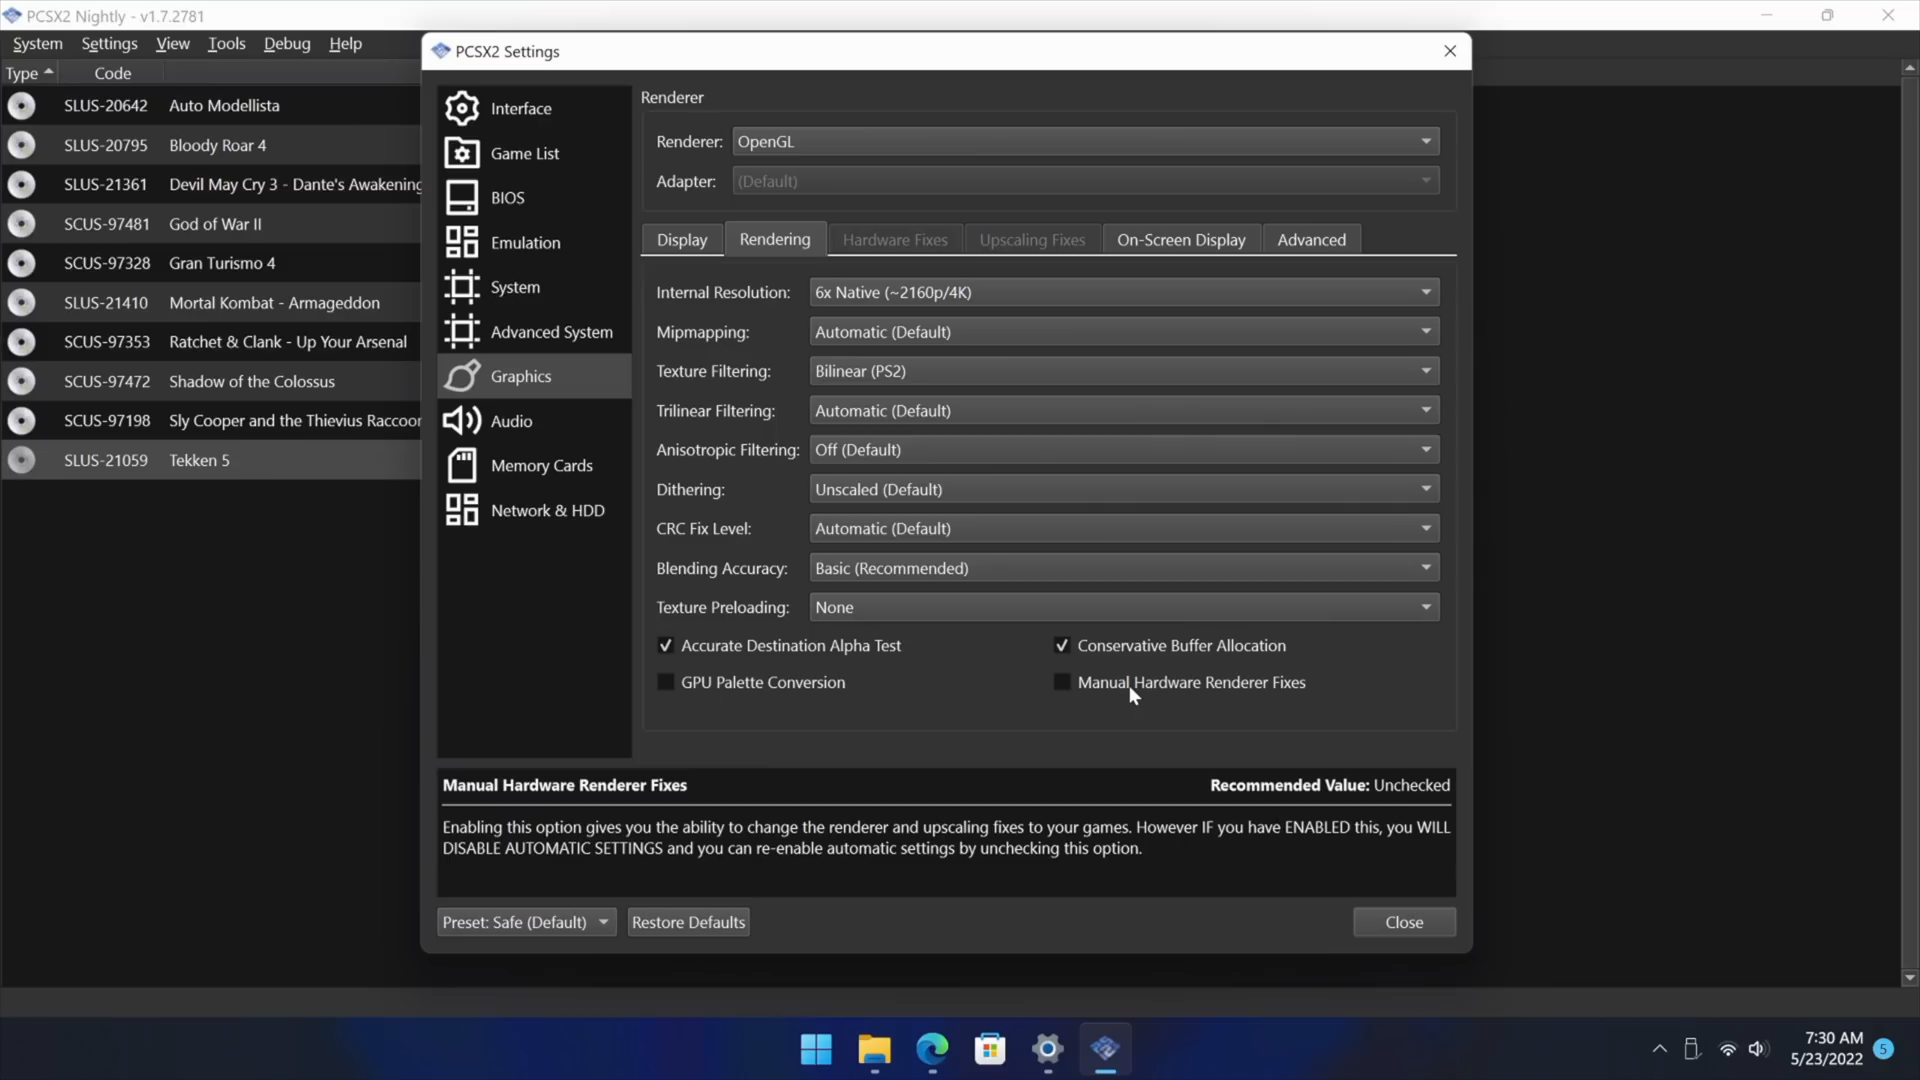 PCSX2 Nightly - v1.7.2781
System Settings View Tools Debug Help
Type Code
SLUS-20642 Auto Modellista
SLUS-20795 Bloody Roar 4
SLUS-21361 Devil May Cry 3 - Dante's Awakening
SCUS-97481 God of War II
SCUS-97328 Gran Turismo 4
SLUS-21410 Mortal Kombat - Armageddon
SCUS-97353 Ratchet & Clank - Up Your Arsenal
SCUS-97472 Shadow of the Colossus
SCUS-97198 Sly Cooper and the Thievius Raccoon
SLUS-21059 Tekken 5
PCSX2 Settings
Interface
Game List
BIOS
Emulation
System
Advanced System
Graphics
Audio
Memory Cards
Network & HDD
Renderer
Renderer: OpenGL
Adapter: (Default)
Display Rendering Hardware Fixes Upscaling Fixes On-Screen Display Advanced
Internal Resolution: 6x Native (~2160p/4K)
Mipmapping: Automatic (Default)
Texture Filtering: Bilinear (PS2)
Trilinear Filtering: Automatic (Default)
Anisotropic Filtering: Off (Default)
Dithering: Unscaled (Default)
CRC Fix Level: Automatic (Default)
Blending Accuracy: Basic (Recommended)
Texture Preloading: None
Accurate Destination Alpha Test Conservative Buffer Allocation
GPU Palette Conversion Manual Hardware Renderer Fixes
Manual Hardware Renderer Fixes Recommended Value: Unchecked
Enabling this option gives you the ability to change the renderer and upscaling fixes to your games. However IF you have ENABLED this, you WILL
DISABLE AUTOMATIC SETTINGS and you can re-enable automatic settings by unchecking this option.
Preset: Safe (Default) Restore Defaults Close
7:30 AM
5/23/2022 5